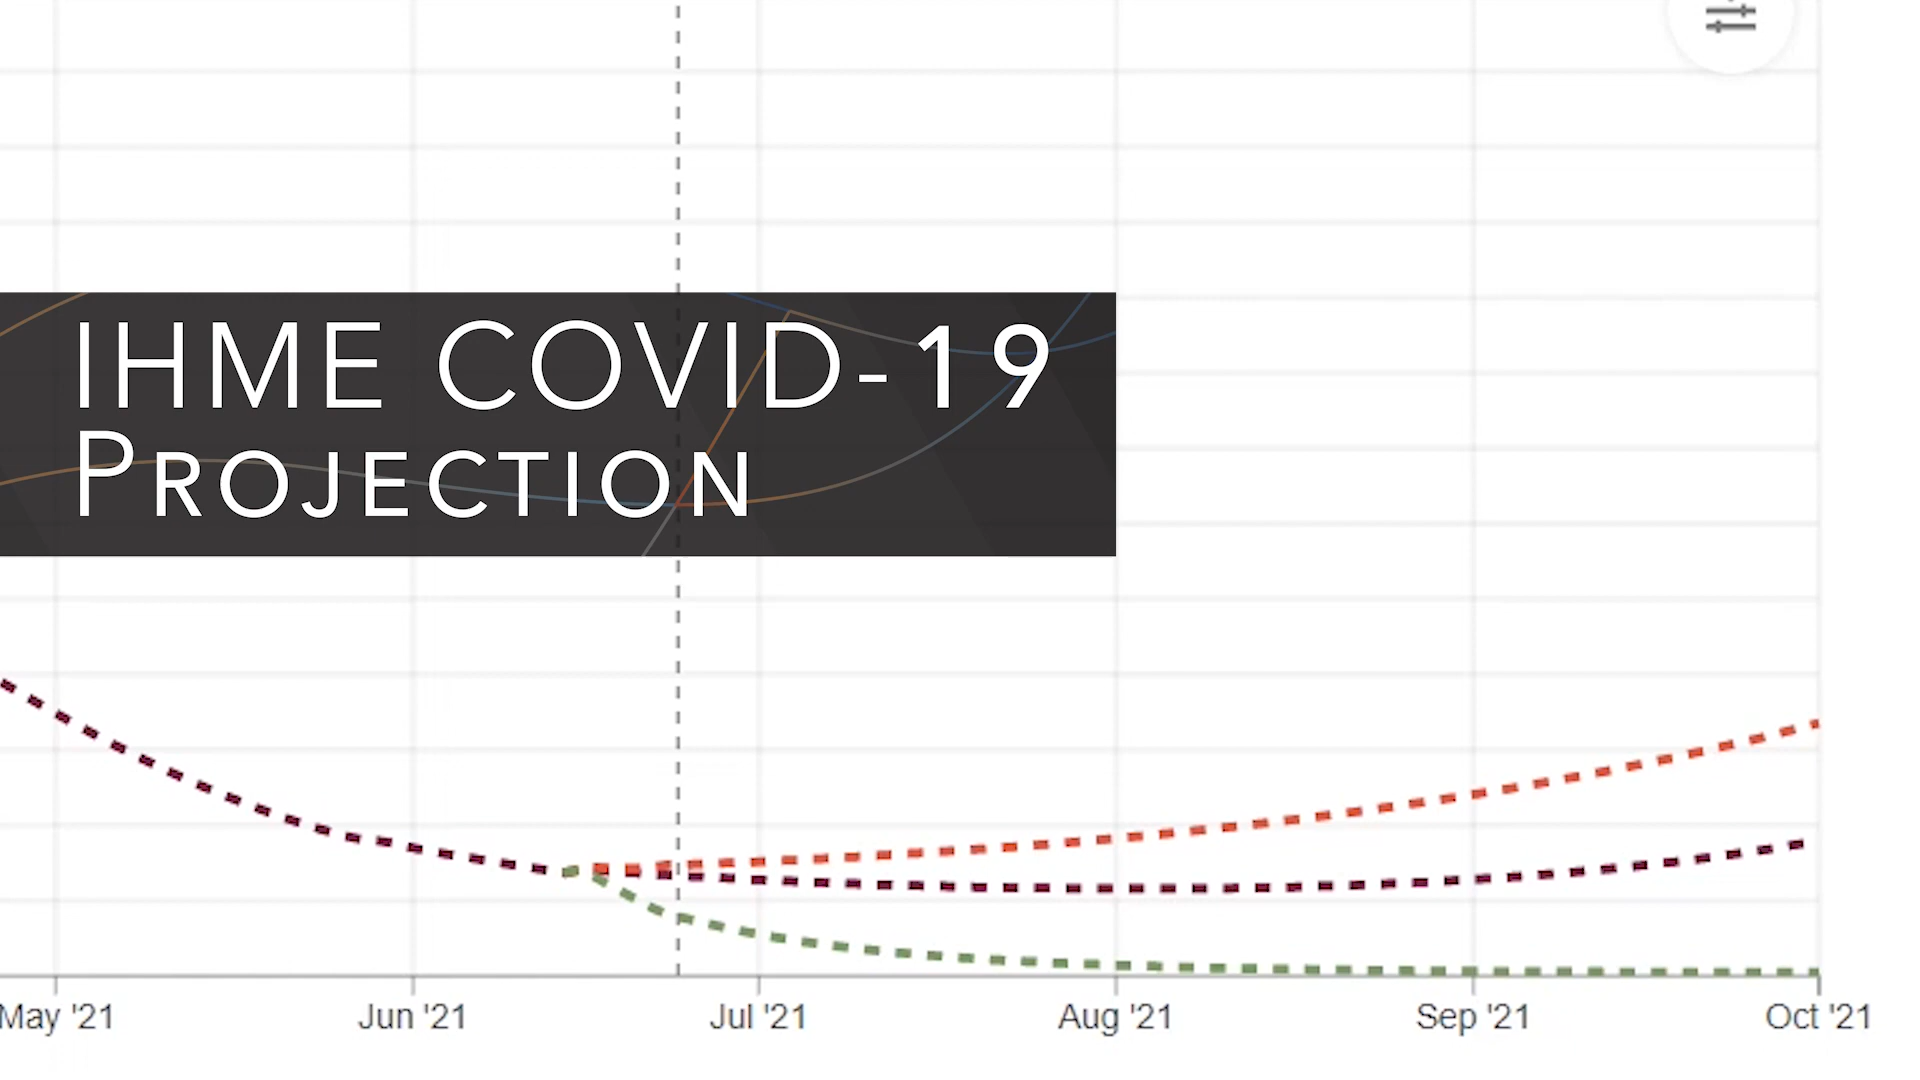 IHME COVID-19
PROJECTION
May '21 Jun '21 Jul '21 Aug '21 Sep '21 Oct '21